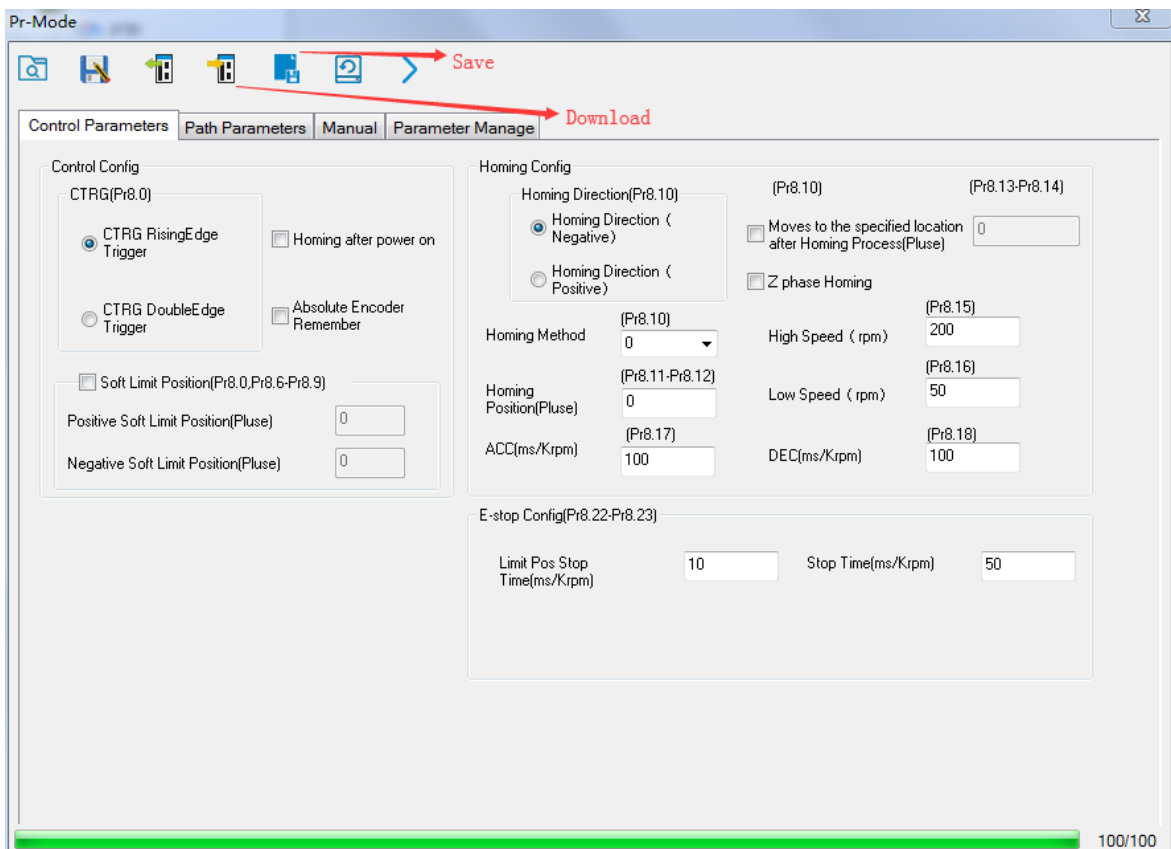 Pr-Mode
Save
Download
Control Parameters
Path Parameters
Manual
Parameter Manage
Control Config
CTRG(Pr8.0)
CTRG RisingEdge
Trigger
Homing after power on
CTRG DoubleEdge
Trigger
Absolute Encoder
Remember
Soft Limit Position(Pr8.0,Pr8.6-Pr8.9)
Positive Soft Limit Position(Pluse)
0
Negative Soft Limit Position(Pluse)
0
Homing Config
Homing Direction(Pr8.10)
Homing Direction (
Negative)
Homing Direction (
Positive)
(Pr8.10)
(Pr8.13-Pr8.14)
Moves to the specified location
after Homing Process(Pluse)
0
Z phase Homing
Homing Method
(Pr8.10)
0
High Speed ( rpm)
(Pr8.15)
200
Homing
Position(Pluse)
(Pr8.11-Pr8.12)
0
Low Speed ( rpm)
(Pr8.16)
50
ACC(ms/Krpm)
(Pr8.17)
100
DEC(ms/Krpm)
(Pr8.18)
100
E-stop Config(Pr8.22-Pr8.23)
Limit Pos Stop
Time(ms/Krpm)
10
Stop Time(ms/Krpm)
50
100/100